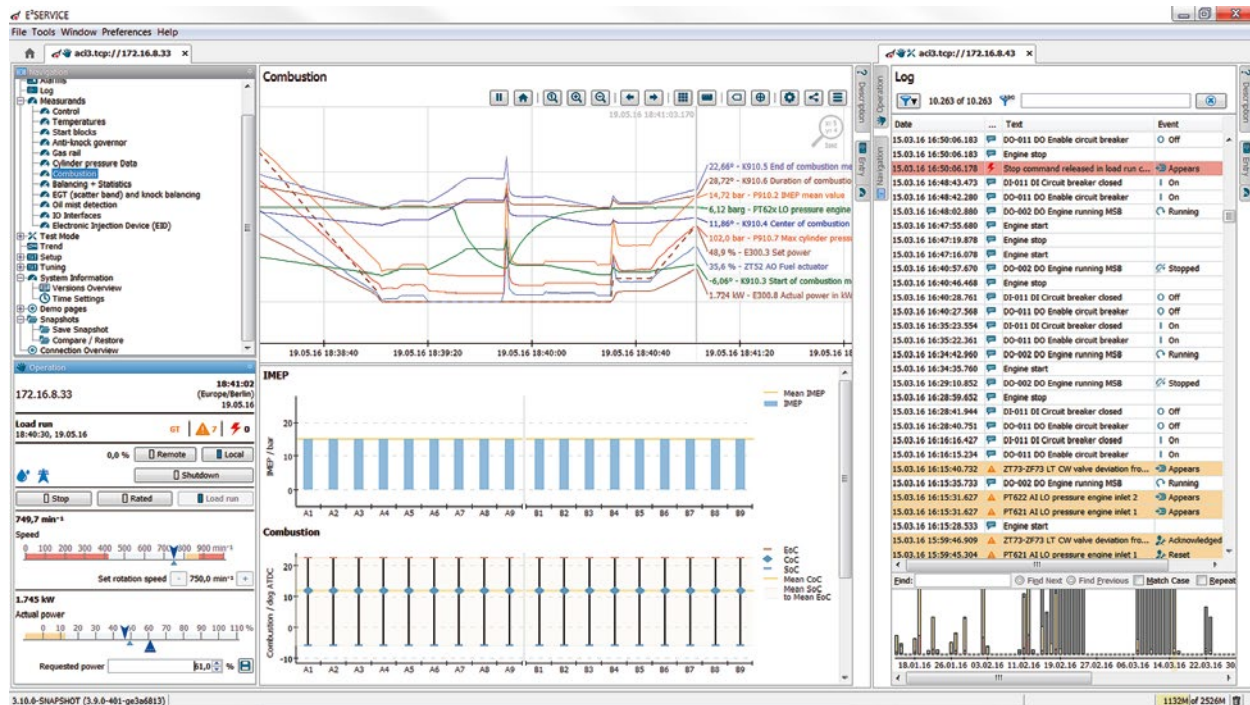 E²SERVICE
File Tools Window Preferences Help
aci3.tcp://172.16.8.33 ×
aci3.tcp://172.16.8.43 ×
Navigation
Alarms
Log
Measurands
Control
Temperatures
Start blocks
Anti-knock governor
Gas rail
Cylinder pressure Data
Combustion
Balancing + Statistics
EGT (scatter band) and knock balancing
Oil mist detection
IO Interfaces
Electronic Injection Device (EID)
Test Mode
Trend
Setup
Tuning
System Information
Versions Overview
Time Settings
Demo pages
Snapshots
Save Snapshot
Compare / Restore
Connection Overview
Operation
172.16.8.33
18:41:02
(Europe/Berlin)
19.05.16
Load run
18:40:30, 19.05.16
GT 7 0
0,0 % Remote Local
Shutdown
Stop Rated Load run
749,7 min⁻¹
Speed
0 100 200 300 400 500 600 700 800 900 min⁻¹
Set rotation speed - 750,0 min⁻¹ +
1.745 kW
Actual power
0 10 20 30 40 50 60 70 80 90 100 110 %
Requested power 61,0 %
Combustion
19.05.16 18:41:03.170
22,66° - K910.5 End of combustion me
28,72° - K910.6 Duration of combustio
14,72 bar - P910.2 IMEP mean value
6,12 barg - PT62x LO pressure engine
11,86° - K910.4 Center of combustion
102,0 bar - P910.7 Max cylinder press
48,9 % - E300.3 Set power
35,6 % - ZT52 AO Fuel actuator
-6,06° - K910.3 Start of combustion m
1.724 kW - E300.8 Actual power in kW
19.05.16 18:38:40 19.05.16 18:39:20 19.05.16 18:40:00 19.05.16 18:40:40 19.05.16 18:41:20 19.05.16 18
IMEP
Mean IMEP
IMEP
IMEP / bar
20
10
0
A1 A2 A3 A4 A5 A6 A7 A8 A9 B1 B2 B3 B4 B5 B6 B7 B8 B9
Combustion
EoC
CoC
SoC
Mean CoC
Mean SoC
to Mean EoC
Combustion / deg ATDC
20
10
0
-10
A1 A2 A3 A4 A5 A6 A7 A8 A9 B1 B2 B3 B4 B5 B6 B7 B8 B9
Description
Entry
Operation
Navigation
Log
10.263 of 10.263
Date ... Text Event
15.03.16 16:50:06.183 DO-011 DO Enable circuit breaker Off
15.03.16 16:50:06.183 Engine stop
15.03.16 16:50:06.178 Stop command released in load run c... Appears
15.03.16 16:48:43.473 DI-011 DI Circuit breaker closed On
15.03.16 16:48:42.280 DO-011 DO Enable circuit breaker On
15.03.16 16:48:02.880 DO-002 DO Engine running MSB Running
15.03.16 16:47:55.680 Engine start
15.03.16 16:47:19.878 Engine stop
15.03.16 16:47:16.078 Engine start
15.03.16 16:40:57.670 DO-002 DO Engine running MSB Stopped
15.03.16 16:40:46.468 Engine stop
15.03.16 16:40:28.761 DI-011 DI Circuit breaker closed Off
15.03.16 16:40:27.568 DO-011 DO Enable circuit breaker Off
15.03.16 16:35:23.554 DI-011 DI Circuit breaker closed On
15.03.16 16:35:22.361 DO-011 DO Enable circuit breaker On
15.03.16 16:34:42.960 DO-002 DO Engine running MSB Running
15.03.16 16:34:35.760 Engine start
15.03.16 16:29:10.852 DO-002 DO Engine running MSB Stopped
15.03.16 16:28:59.652 Engine stop
15.03.16 16:28:41.944 DI-011 DI Circuit breaker closed Off
15.03.16 16:28:40.751 DO-011 DO Enable circuit breaker Off
15.03.16 16:16:16.427 DI-011 DI Circuit breaker closed On
15.03.16 16:16:15.234 DO-011 DO Enable circuit breaker On
15.03.16 16:15:40.732 ZT73-ZF73 LT CW valve deviation fro... Appears
15.03.16 16:15:35.733 DO-002 DO Engine running MSB Running
15.03.16 16:15:31.627 PT622 AI LO pressure engine inlet 2 Appears
15.03.16 16:15:31.627 PT621 AI LO pressure engine inlet 1 Appears
15.03.16 16:15:28.533 Engine start
15.03.16 15:59:46.909 ZT73-ZF73 LT CW valve deviation fro... Acknowledged
15.03.16 15:59:45.304 PT621 AI LO pressure engine inlet 1 Reset
Find: Find Next Find Previous Match Case Repeat
18.01.16 26.01.16 03.02.16 11.02.16 19.02.16 27.02.16 06.03.16 14.03.16 22.03.16 30.
Description
Entry
3.10.0-SNAPSHOT (3.9.0-401-ge3a6813)
1132M of 2526M